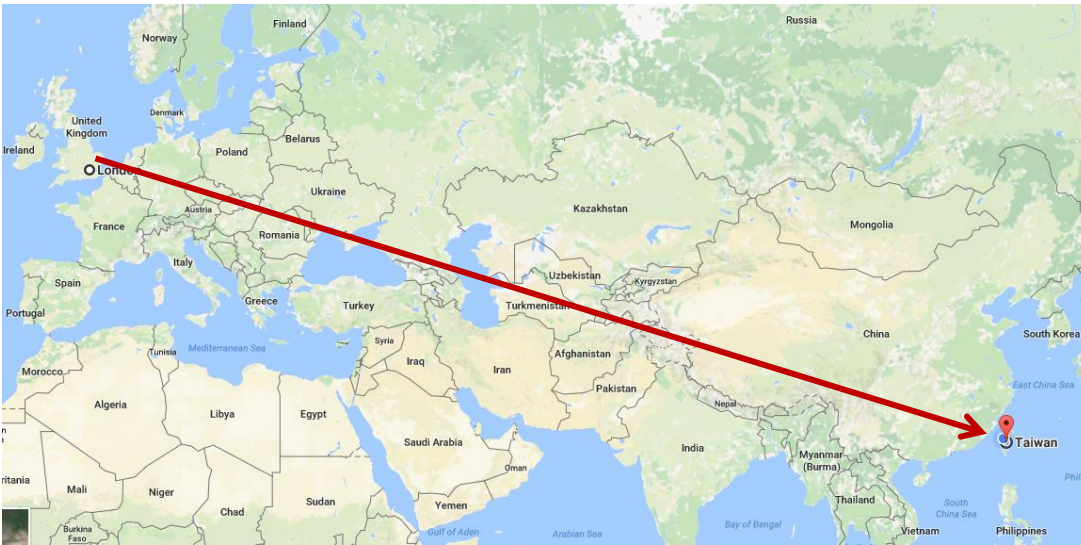 Finland
Russia
Norway
Denmark
United
Kingdom
Ireland
Belarus
Poland
London
Ukraine
Kazakhstan
Austria
France
Mongolia
Romania
Italy
Uzbekistan
Kyrgyzstan
Spain
Greece
Turkey
Turkmenistan
Portugal
China
South Korea
Syria
Mediterranean Sea
Tunisia
Afghanistan
Iraq
Iran
Morocco
East China Sea
Pakistan
Algeria
Libya
Egypt
Nepal
Saudi Arabia
India
Taiwan
Myanmar
(Burma)
Oman
ritania
Mali
Niger
Sudan
Chad
Yemen
Thailand
South
China Sea
Phil
Burkina
Faso
Gulf of Aden
Arabian Sea
Bay of Bengal
Vietnam
Philippines